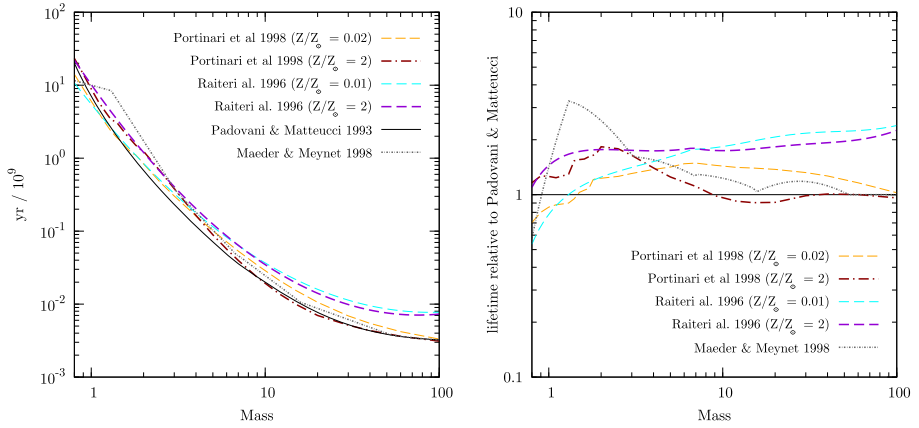 10^2
10^1
10^0
10^-1
10^-2
10^-3
yr / 10^9
1
10
100
Mass
Portinari et al 1998 (Z/Z⊙ = 0.02)
Portinari et al 1998 (Z/Z⊙ = 2)
Raiteri al. 1996 (Z/Z⊙ = 0.01)
Raiteri al. 1996 (Z/Z⊙ = 2)
Padovani & Matteucci 1993
Maeder & Meynet 1998
10
1
0.1
lifetime relative to Padovani & Matteucci
1
10
100
Mass
Portinari et al 1998 (Z/Z⊙ = 0.02)
Portinari et al 1998 (Z/Z⊙ = 2)
Raiteri al. 1996 (Z/Z⊙ = 0.01)
Raiteri al. 1996 (Z/Z⊙ = 2)
Maeder & Meynet 1998